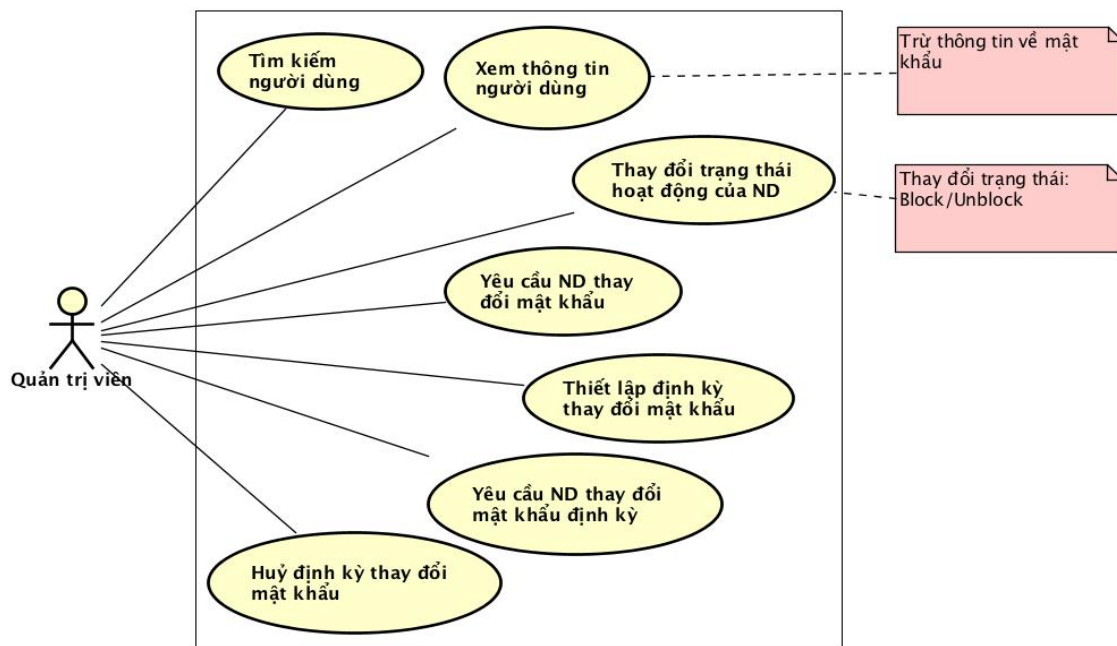 Tìm kiếm
người dùng
Xem thông tin
người dùng
Trừ thông tin về mật
khẩu
Thay đổi trạng thái
hoạt động của ND
Thay đổi trạng thái:
Block/Unblock
Yêu cầu ND thay
đổi mật khẩu
Quản trị viên
Thiết lập định kỳ
thay đổi mật khẩu
Yêu cầu ND thay đổi
mật khẩu định kỳ
Huỷ định kỳ thay đổi
mật khẩu